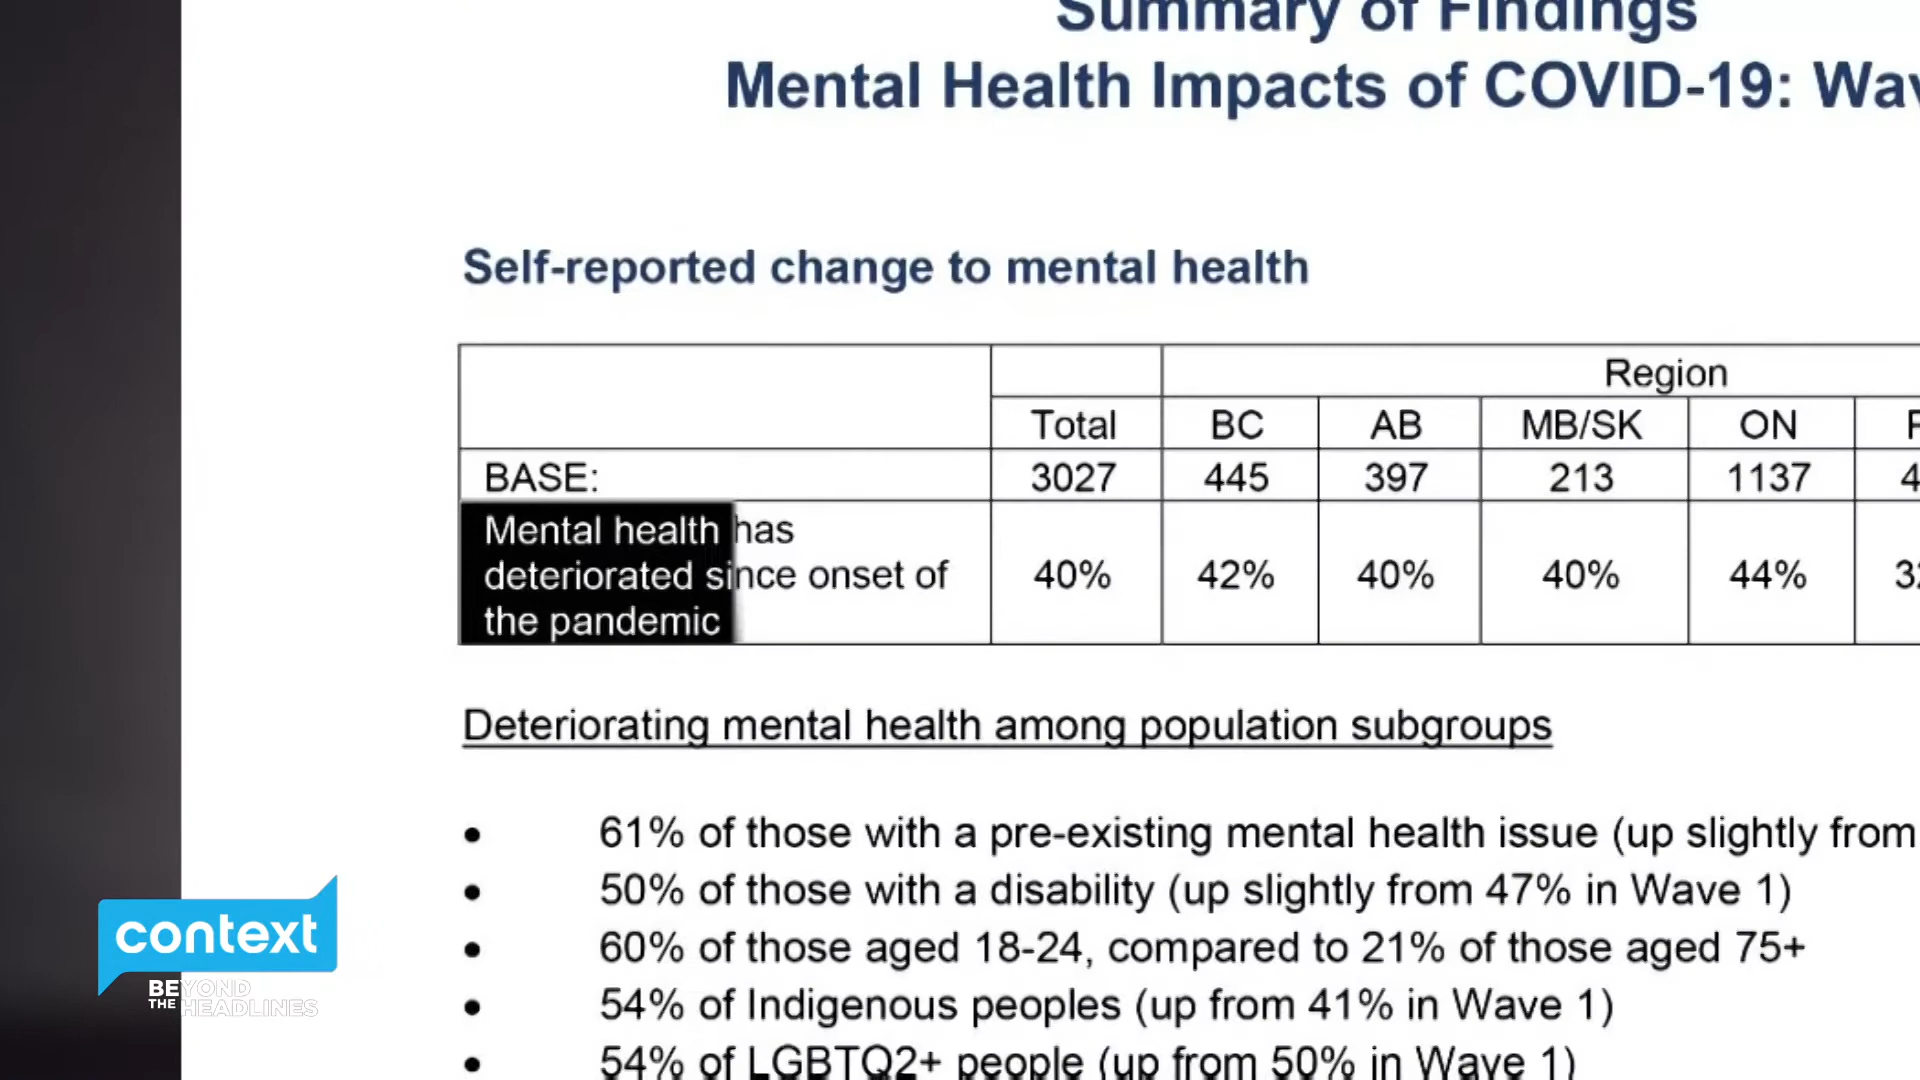 Summary of Findings
Mental Health Impacts of COVID-19:
Self-reported change to mental health
Region
Total BC AB MB/SK ON
BASE: 3027 445 397 213 1137
Mental health has
deteriorated since onset of
the pandemic
40% 42% 40% 40% 44%
Deteriorating mental health among population subgroups
• 61% of those with a pre-existing mental health issue (up slightly from
• 50% of those with a disability (up slightly from 47% in Wave 1)
• 60% of those aged 18-24, compared to 21% of those aged 75+
• 54% of Indigenous peoples (up from 41% in Wave 1)
• 54% of LGBTQ2+ people (up from 50% in Wave 1)
context
BEYOND
THE HEADLINES